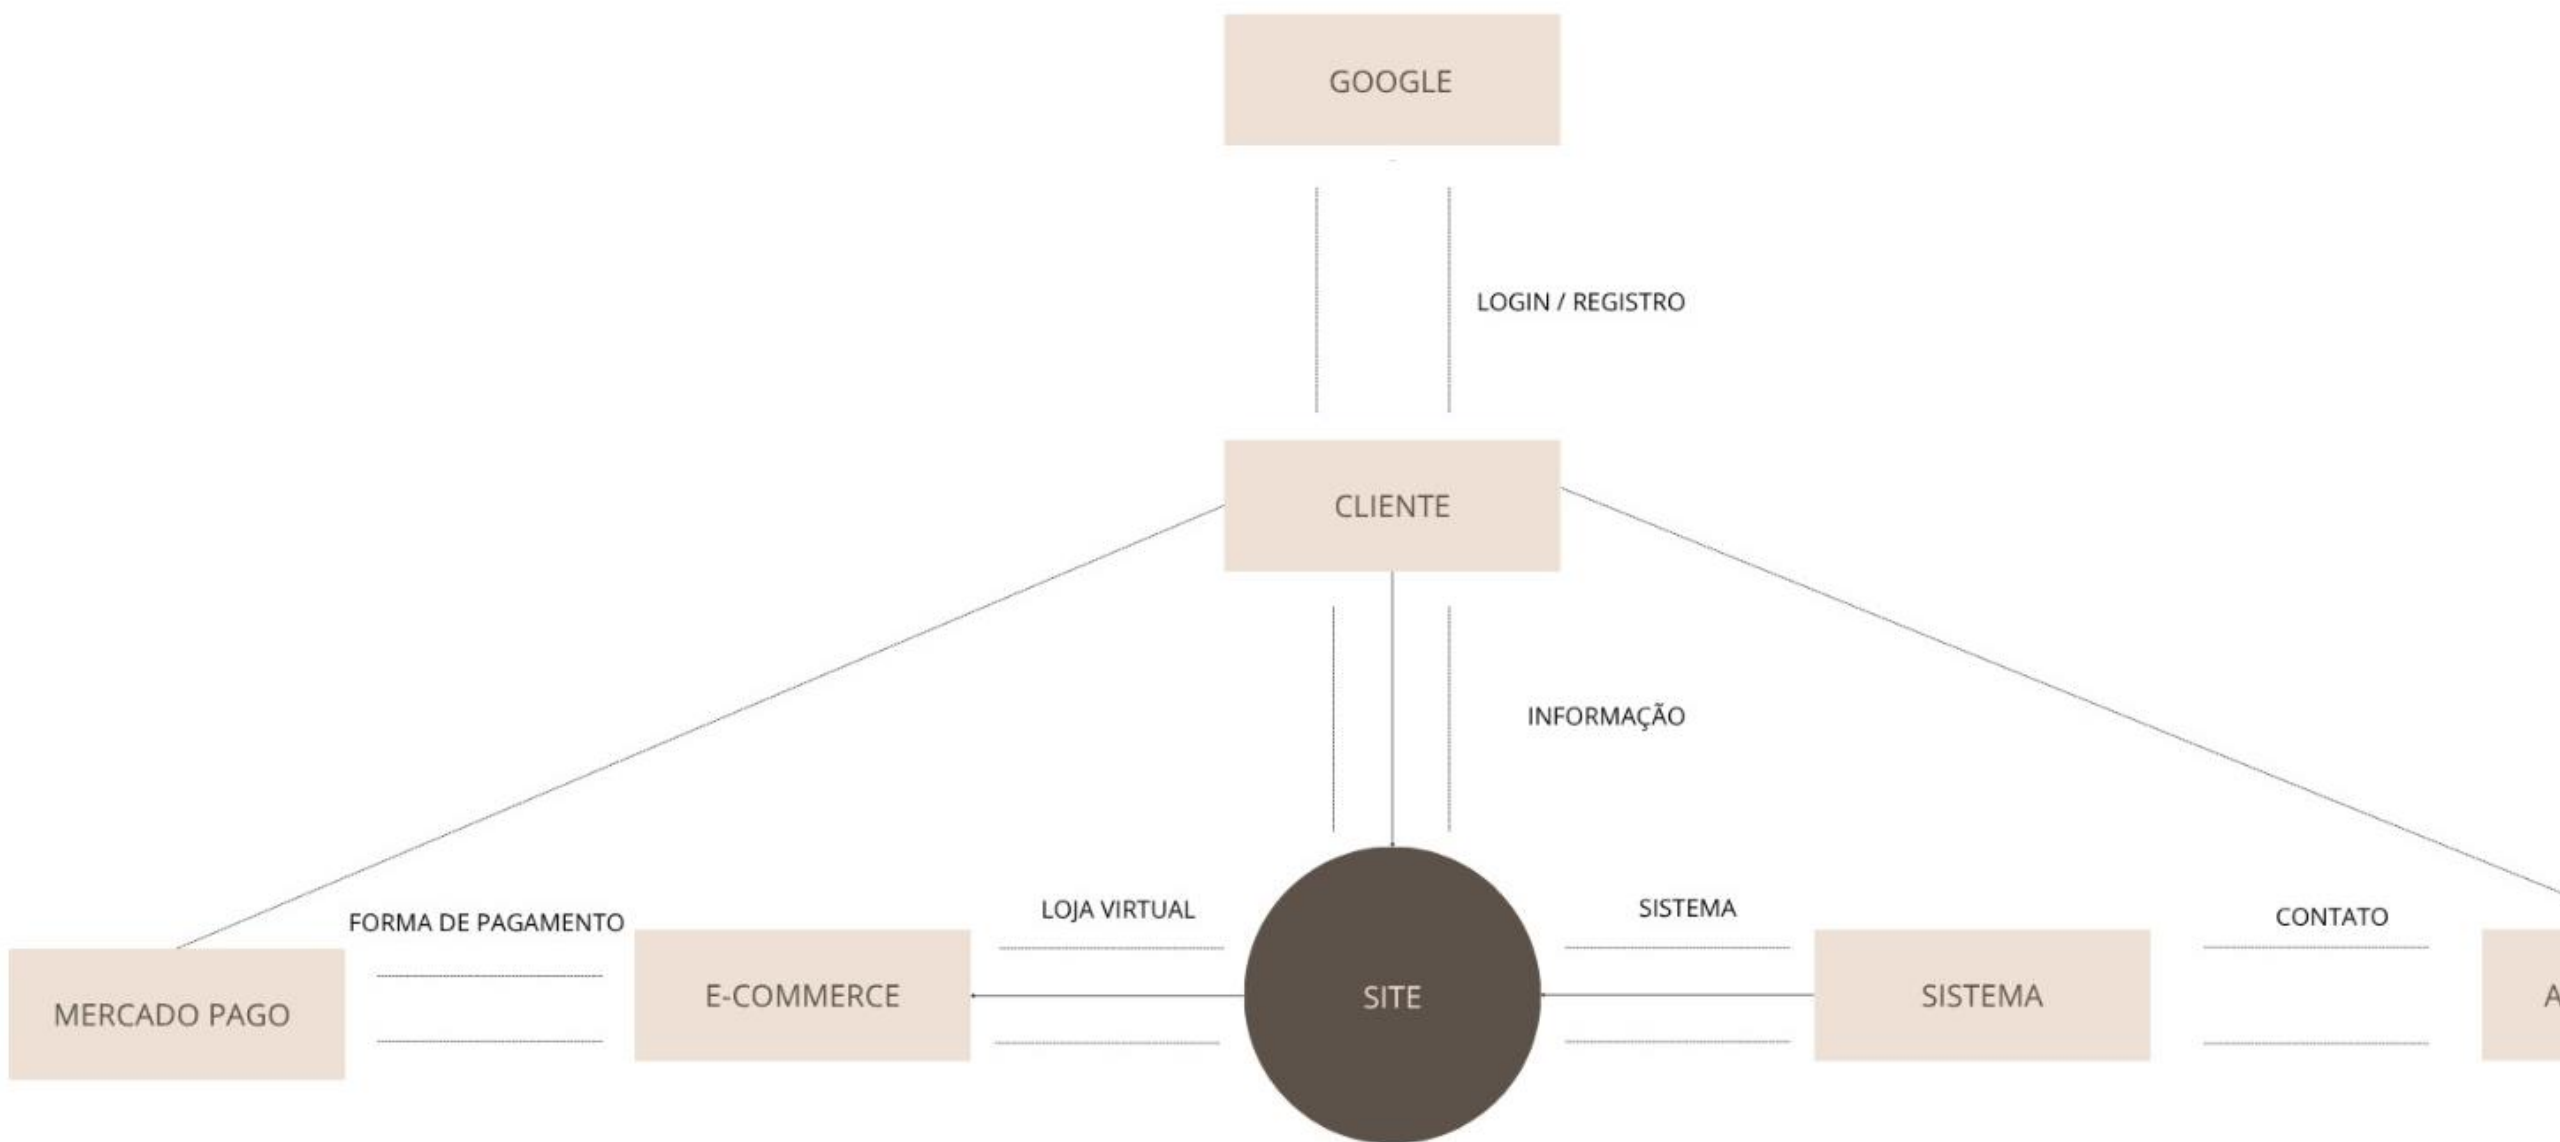 GOOGLE
LOGIN / REGISTRO
CLIENTE
INFORMAÇÃO
FORMA DE PAGAMENTO
LOJA VIRTUAL
SISTEMA
CONTATO
MERCADO PAGO
E-COMMERCE
SITE
SISTEMA